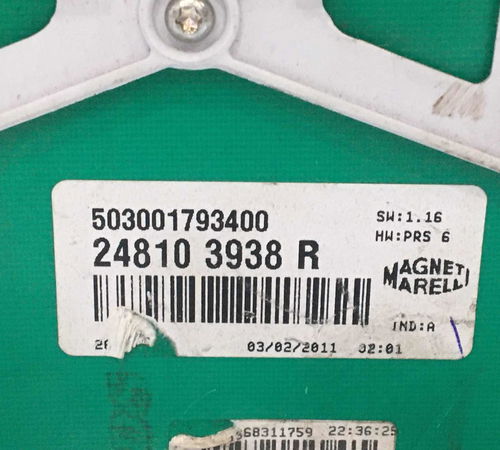 503001793400
24810 3938 R
SW:1.16
HW:PRS 6
MAGNETI
MARELLI
IND:A
03/02/2011
02:01
68311759 22:36:25